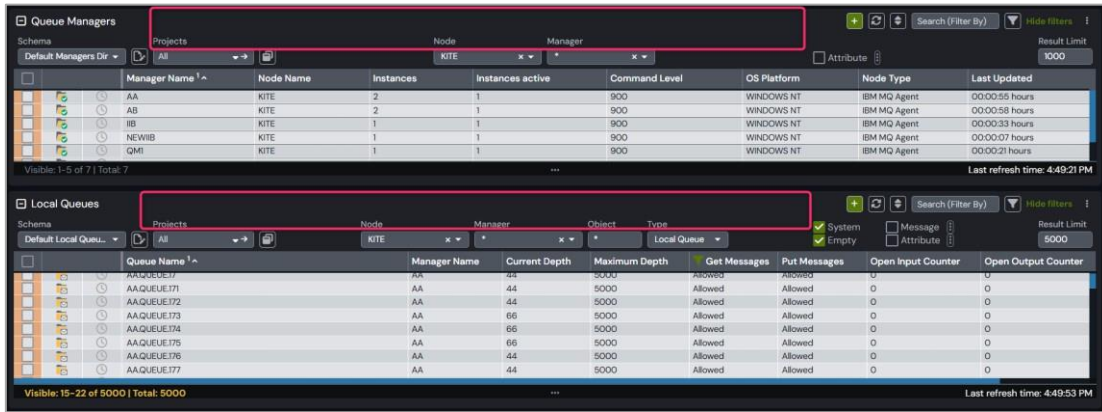 Queue Managers
Search (Filter By) Hide filters
Schema Projects Node Manager Result Limit
Default Managers Dir All KITE * Attribute 1000
Manager Name 1 Node Name Instances Instances active Command Level OS Platform Node Type Last Updated
AA KITE 2 1 900 WINDOWS NT IBM MQ Agent 00:00:55 hours
AB KITE 2 1 900 WINDOWS NT IBM MQ Agent 00:00:58 hours
IIB KITE 1 1 900 WINDOWS NT IBM MQ Agent 00:00:33 hours
NEWIIB KITE 1 1 900 WINDOWS NT IBM MQ Agent 00:00:07 hours
QM1 KITE 1 1 900 WINDOWS NT IBM MQ Agent 00:00:21 hours
Visible: 1-5 of 7 | Total: 7 ... Last refresh time: 4:49:21 PM
Local Queues
Search (Filter By) Hide filters
Schema Projects Node Manager Object Type System Message Result Limit
Default Local Queu... All KITE * * Local Queue Empty Attribute 5000
Queue Name 1 Manager Name Current Depth Maximum Depth Get Messages Put Messages Open Input Counter Open Output Counter
AA.QUEUE.17 AA 44 5000 Allowed Allowed 0 0
AA.QUEUE.171 AA 44 5000 Allowed Allowed 0 0
AA.QUEUE.172 AA 44 5000 Allowed Allowed 0 0
AA.QUEUE.173 AA 66 5000 Allowed Allowed 0 0
AA.QUEUE.174 AA 66 5000 Allowed Allowed 0 0
AA.QUEUE.175 AA 66 5000 Allowed Allowed 0 0
AA.QUEUE.176 AA 44 5000 Allowed Allowed 0 0
AA.QUEUE.177 AA 44 5000 Allowed Allowed 0 0
Visible: 15-22 of 5000 | Total: 5000 ... Last refresh time: 4:49:53 PM